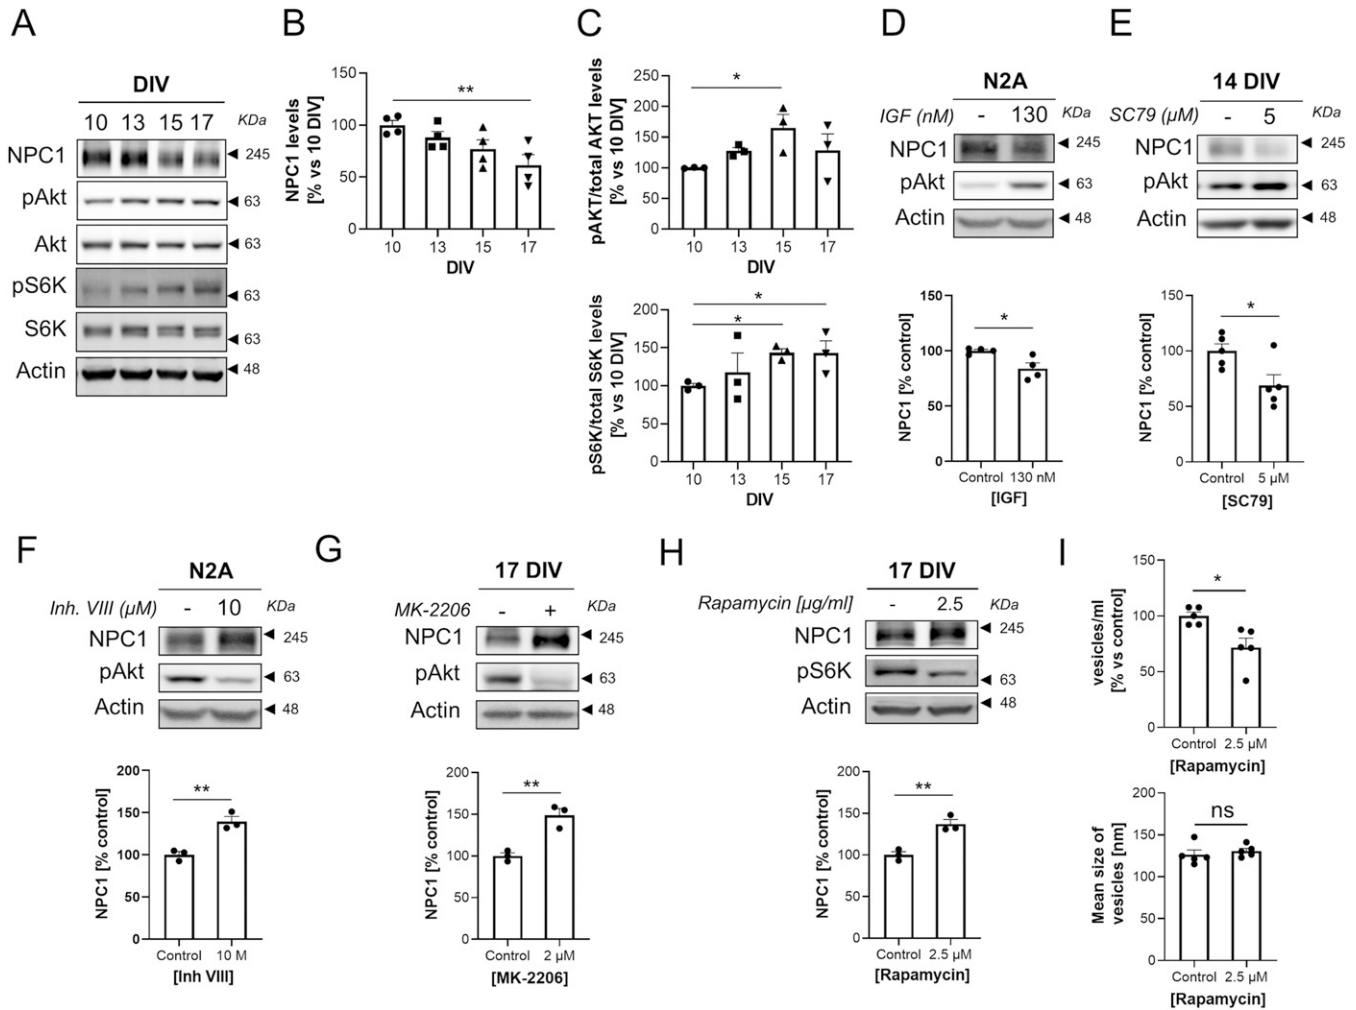 A
DIV
10 13 15 17 KDa
NPC1 245
pAkt 63
Akt 63
pS6K 63
S6K 63
Actin 48
B
NPC1 levels
[% vs 10 DIV]
150
100
50
0
**
10 13 15 17
DIV
C
pAKT/total AKT levels
[% vs 10 DIV]
250
200
150
100
50
0
*
10 13 15 17
DIV
pS6K/total S6K levels
[% vs 10 DIV]
200
150
100
50
0
*
*
10 13 15 17
DIV
D
N2A
IGF (nM) - 130 KDa
NPC1 245
pAkt 63
Actin 48
NPC1 [% control]
150
100
50
0
*
Control 130 nM
[IGF]
E
14 DIV
SC79 (µM) - 5 KDa
NPC1 245
pAkt 63
Actin 48
NPC1 [% control]
150
100
50
0
*
Control 5 µM
[SC79]
F
N2A
Inh. VIII (µM) - 10 KDa
NPC1 245
pAkt 63
Actin 48
NPC1 [% control]
200
150
100
50
0
**
Control 10 M
[Inh VIII]
G
17 DIV
MK-2206 - + KDa
NPC1 245
pAkt 63
Actin 48
NPC1 [% control]
200
150
100
50
0
**
Control 2 µM
[MK-2206]
H
17 DIV
Rapamycin [µg/ml] - 2.5 KDa
NPC1 245
pS6K 63
Actin 48
NPC1 [% control]
200
150
100
50
0
**
Control 2.5 µM
[Rapamycin]
I
vesicles/ml
[% vs control]
150
100
50
0
*
Control 2.5 µM
[Rapamycin]
Mean size of
vesicles [nm]
200
150
100
50
0
ns
Control 2.5 µM
[Rapamycin]